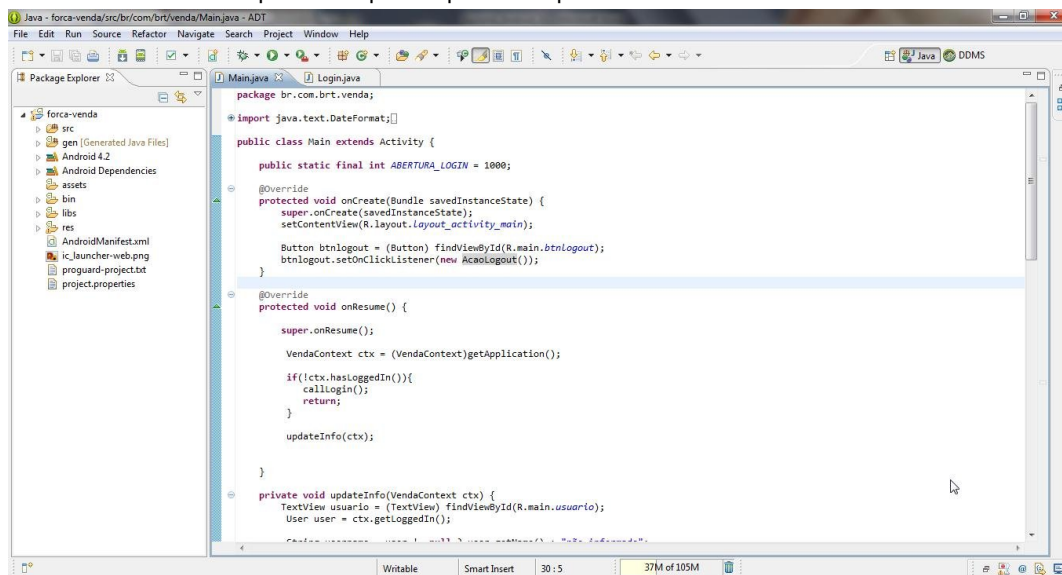 Java - forca-venda/src/br/com/brt/venda/Main.java - ADT
File Edit Run Source Refactor Navigate Search Project Window Help
Java DDMS
Package Explorer
Main.java Login.java
forca-venda
src
gen [Generated Java Files]
Android 4.2
Android Dependencies
assets
bin
libs
res
AndroidManifest.xml
ic_launcher-web.png
proguard-project.txt
project.properties
package br.com.brt.venda;
import java.text.DateFormat;
public class Main extends Activity {
public static final int ABERTURA_LOGIN = 1000;
@Override
protected void onCreate(Bundle savedInstanceState) {
super.onCreate(savedInstanceState);
setContentView(R.layout.layout_activity_main);
Button btnlogout = (Button) findViewById(R.main.btnlogout);
btnlogout.setOnClickListener(new AcaoLogout());
}
@Override
protected void onResume() {
super.onResume();
VendaContext ctx = (VendaContext)getApplication();
if(!ctx.hasLoggedIn()){
callLogin();
return;
}
updateInfo(ctx);
}
private void updateInfo(VendaContext ctx) {
TextView usuario = (TextView) findViewById(R.main.usuario);
User user = ctx.getLoggedIn();
Writable Smart Insert 30 : 5 37M of 105M